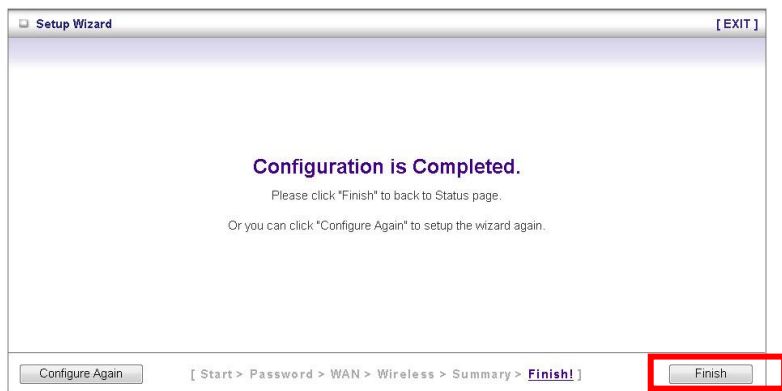 Setup Wizard [ EXIT ]
Configuration is Completed.
Please click "Finish" to back to Status page.
Or you can click "Configure Again" to setup the wizard again.
Configure Again [ Start > Password > WAN > Wireless > Summary > Finish! ] Finish